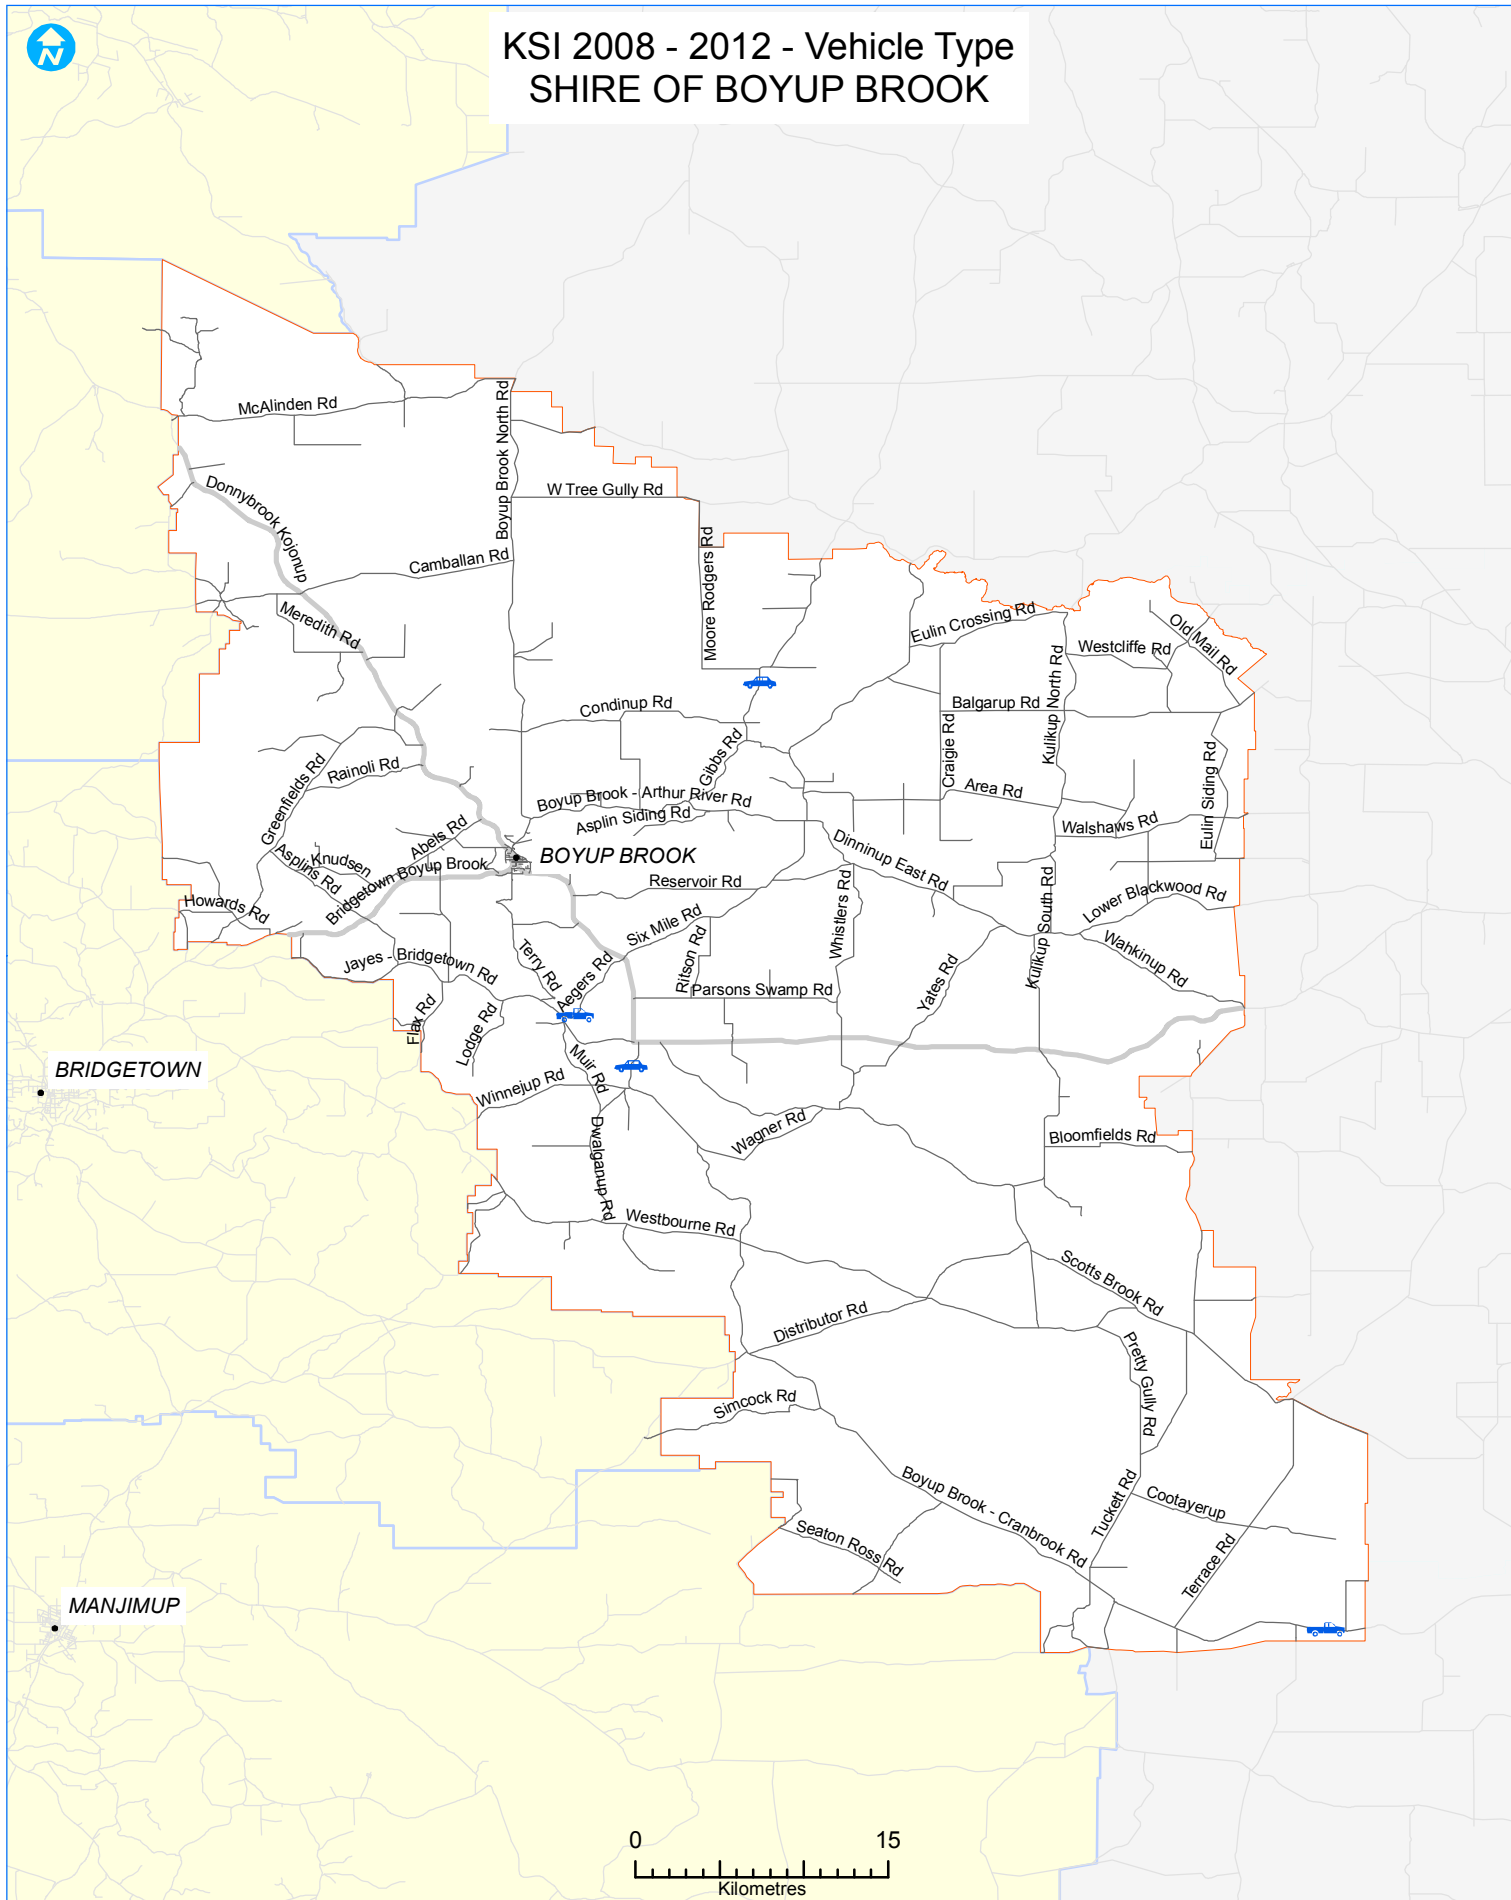 N
KSI 2008 - 2012 - Vehicle Type
SHIRE OF BOYUP BROOK
McAlinden Rd
Boyup Brook North Rd
W Tree Gully Rd
Donnybrook Kojonup
Camballan Rd
Moore Rodgers Rd
Meredith Rd
Eulin Crossing Rd
Old Mail Rd
Westcliffe Rd
Kulikup North Rd
Condinup Rd
Balgarup Rd
Craigie Rd
Eulin Siding Rd
Gibbs Rd
Greenfields Rd
Rainoli Rd
Area Rd
Boyup Brook - Arthur River Rd
Asplin Siding Rd
Walshaws Rd
Abels Rd
Knudsen
Asplins Rd
BOYUP BROOK
Dinninup East Rd
Bridgetown Boyup Brook
Reservoir Rd
Whistlers Rd
Kulikup South Rd
Lower Blackwood Rd
Howards Rd
Six Mile Rd
Ritson Rd
Wahkinup Rd
Jayes - Bridgetown Rd
Terry Rd
Aegers Rd
Parsons Swamp Rd
Yates Rd
Flax Rd
Lodge Rd
BRIDGETOWN
Muir Rd
Winnejup Rd
Wagner Rd
Bloomfields Rd
Dwalganup Rd
Westbourne Rd
Scotts Brook Rd
Distributor Rd
Pretty Gully Rd
Simcock Rd
Boyup Brook - Cranbrook Rd
Tuckett Rd
Cootayerup
Seaton Ross Rd
Terrace Rd
MANJIMUP
0 15
Kilometres